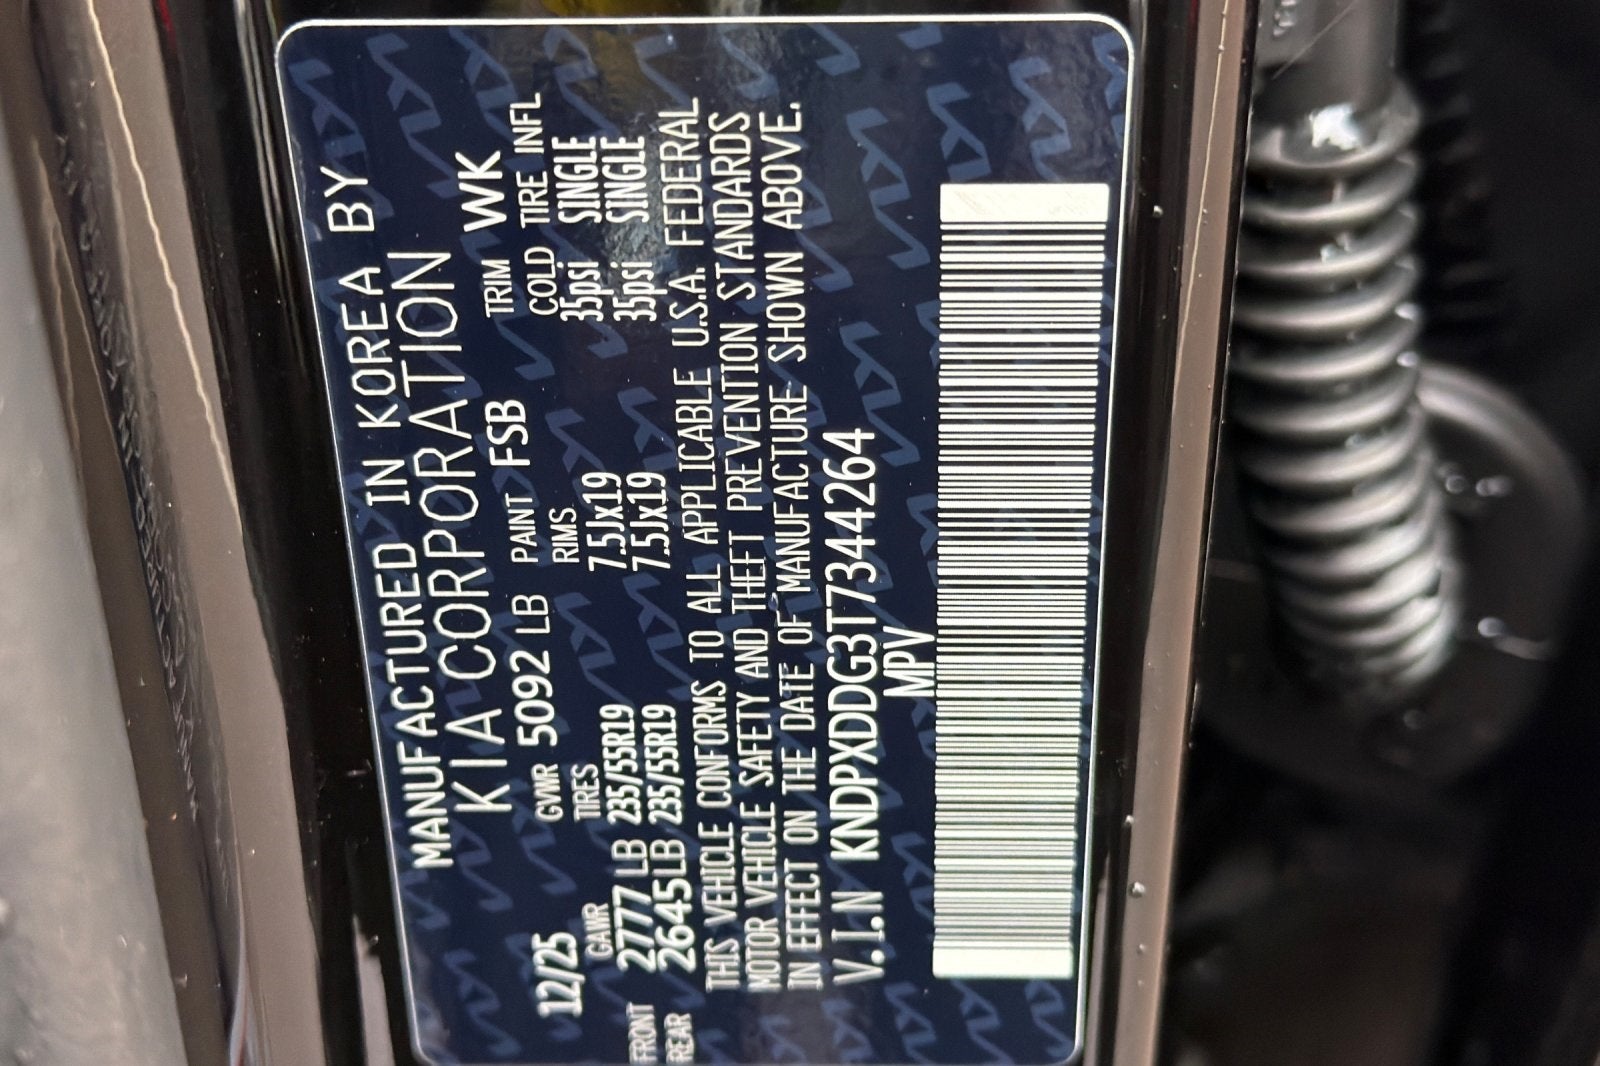 MANUFACTURED IN KOREA BY
KIA CORPORATION
12/25 GVWR 5092 LB PAINT FSB TRIM WK
GAWR TIRES RIMS COLD TIRE INFL
FRONT 2777 LB 235/55R19 7.5Jx19 35psi SINGLE
REAR 2645LB 235/55R19 7.5Jx19 35psi SINGLE
THIS VEHICLE CONFORMS TO ALL APPLICABLE U.S.A. FEDERAL
MOTOR VEHICLE SAFETY AND THEFT PREVENTION STANDARDS
IN EFFECT ON THE DATE OF MANUFACTURE SHOWN ABOVE.
V.I.N KNDPXDDG3T7344264
MPV